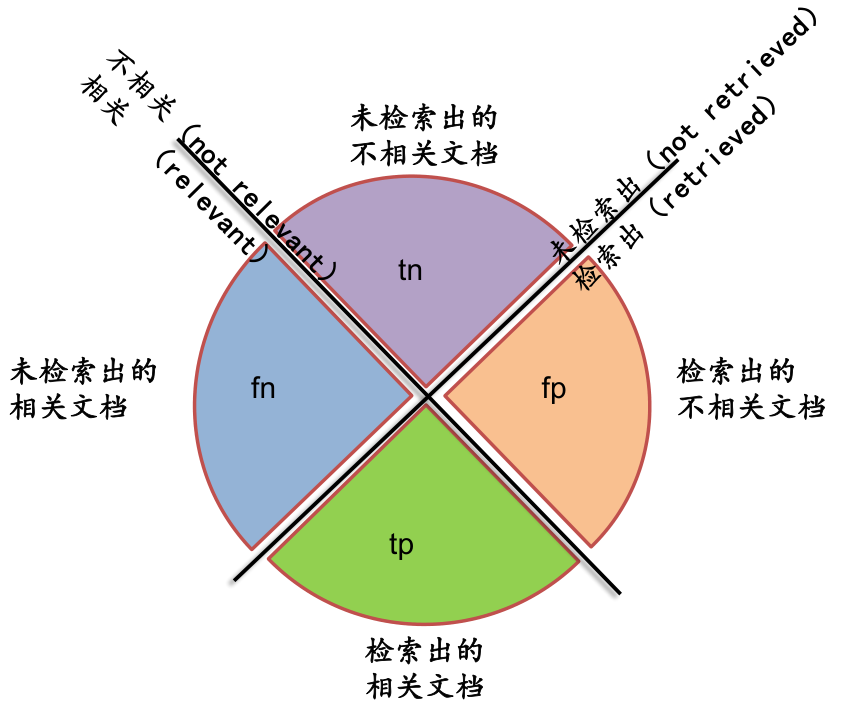 不相关（not relevant）
相关（relevant）
未检索出的
不相关文档
未检索出（not retrieved）
检索出（retrieved）
tn
未检索出的
相关文档
fn
fp
检索出的
不相关文档
tp
检索出的
相关文档